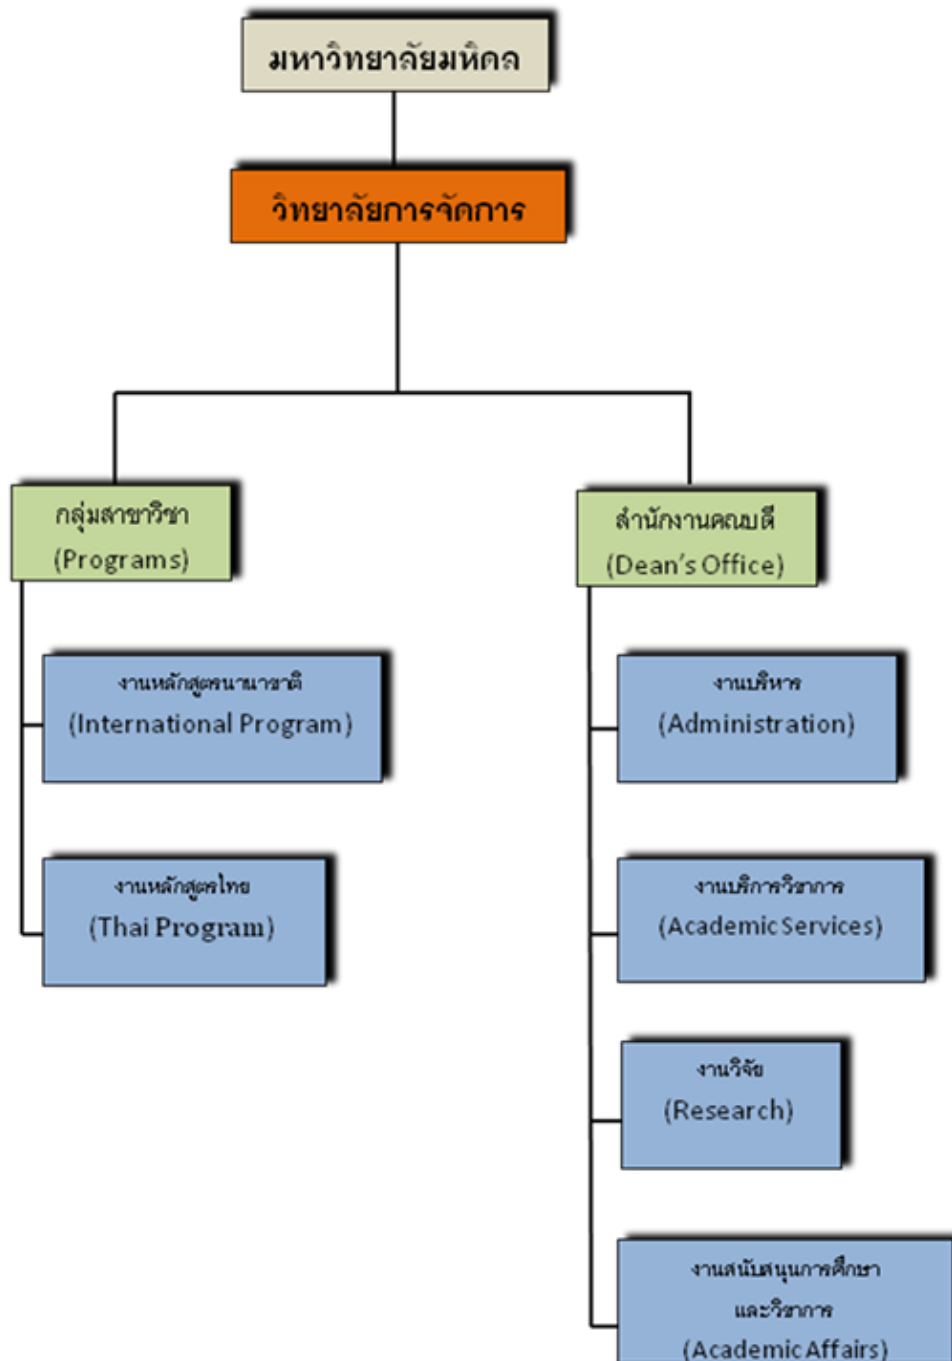 มหาวิทยาลัยมหิดล
วิทยาลัยการจัดการ
กลุ่มสาขาวิชา
(Programs)
สำนักงานคณบดี
(Dean's Office)
งานหลักสูตรนานาชาติ
(International Program)
งานหลักสูตรไทย
(Thai Program)
งานบริหาร
(Administration)
งานบริการวิชาการ
(Academic Services)
งานวิจัย
(Research)
งานสนับสนุนการศึกษา
และวิชาการ
(Academic Affairs)